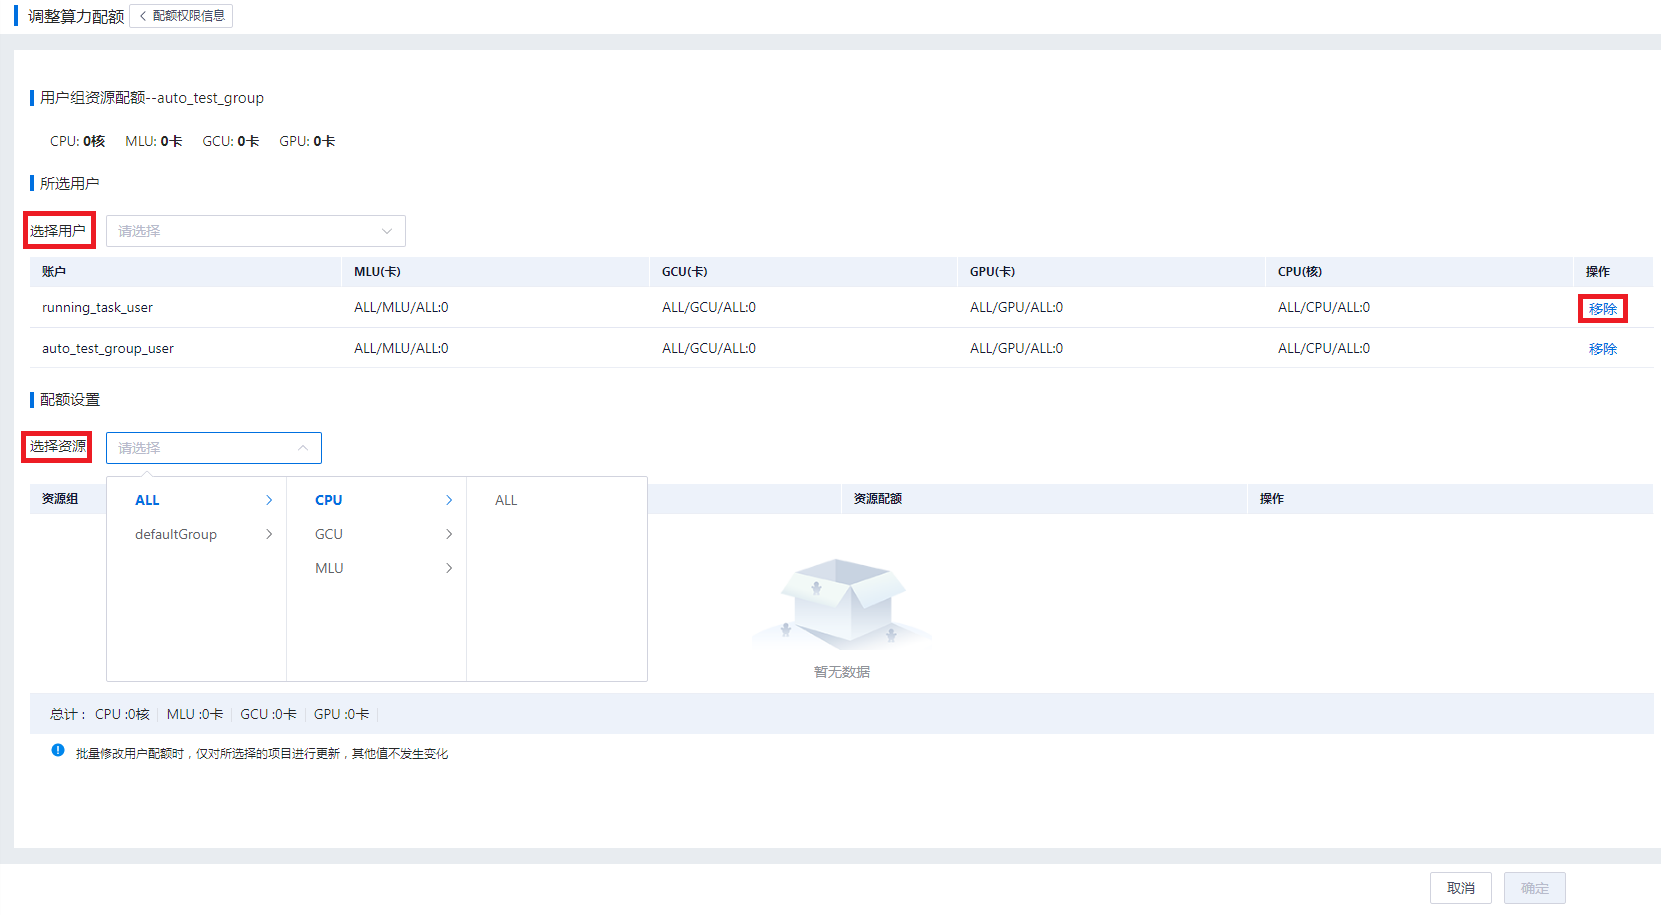 调整算力配额 配额权限信息
用户组资源配额--auto_test_group
CPU: 0核 MLU: 0卡 GCU: 0卡 GPU: 0卡
所选用户
选择用户 请选择
账户 MLU(卡) GCU(卡) GPU(卡) CPU(核) 操作
running_task_user ALL/MLU/ALL:0 ALL/GCU/ALL:0 ALL/GPU/ALL:0 ALL/CPU/ALL:0 移除
auto_test_group_user ALL/MLU/ALL:0 ALL/GCU/ALL:0 ALL/GPU/ALL:0 ALL/CPU/ALL:0 移除
配额设置
选择资源 请选择
资源组 ALL CPU ALL 资源配额 操作
defaultGroup GCU
MLU
暂无数据
总计： CPU :0核 MLU :0卡 GCU :0卡 GPU :0卡
批量修改用户配额时，仅对所选择的项目进行更新，其他值不发生变化
取消 确定